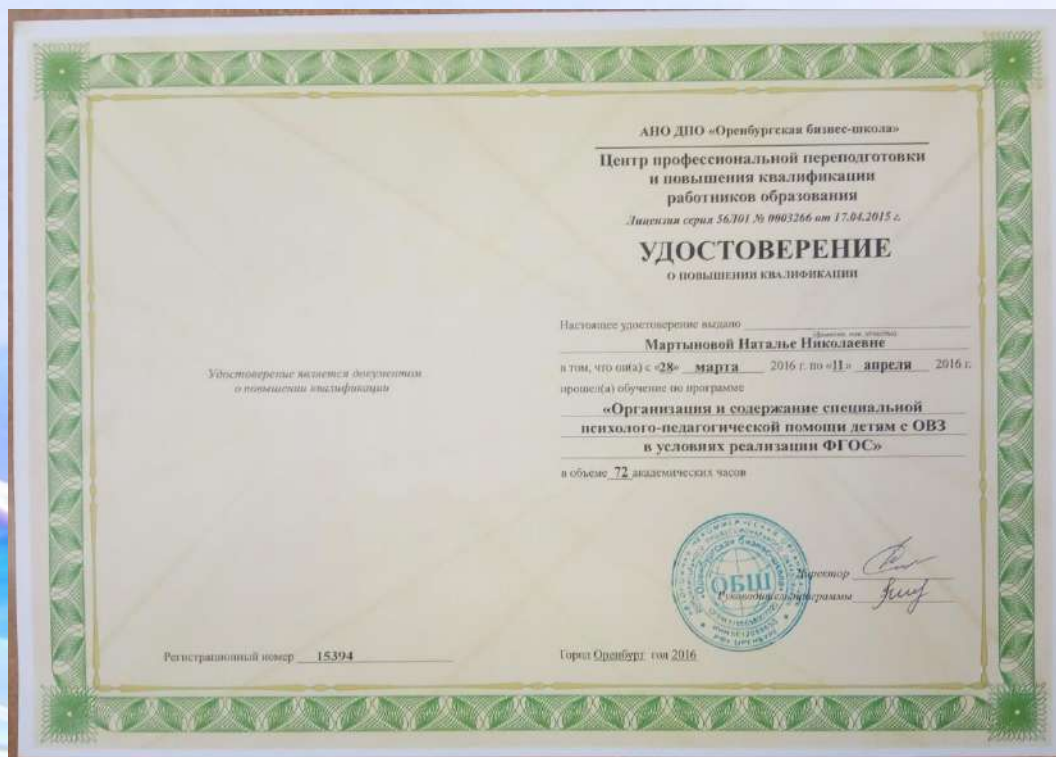 Удостоверение является документом
о повышении квалификации
Регистрационный номер 15394
АНО ДПО «Оренбургская бизнес-школа»
Центр профессиональной переподготовки
и повышения квалификации
работников образования
Лицензия серия 56Л01 № 0003266 от 17.04.2015 г.
УДОСТОВЕРЕНИЕ
О ПОВЫШЕНИИ КВАЛИФИКАЦИИ
Настоящее удостоверение выдано
(фамилия, имя, отчество)
Мартыновой Наталье Николаевне
в том, что он(а) с «28» марта 2016 г. по «11» апреля 2016 г.
прошел(а) обучение по программе
«Организация и содержание специальной
психолого-педагогической помощи детям с ОВЗ
в условиях реализации ФГОС»
в объеме 72 академических часов
ОБШ
Директор
Руководитель программы
Город Оренбург год 2016